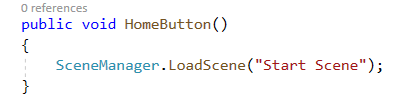 0 references
public void HomeButton()
{
    SceneManager.LoadScene("Start Scene");
}